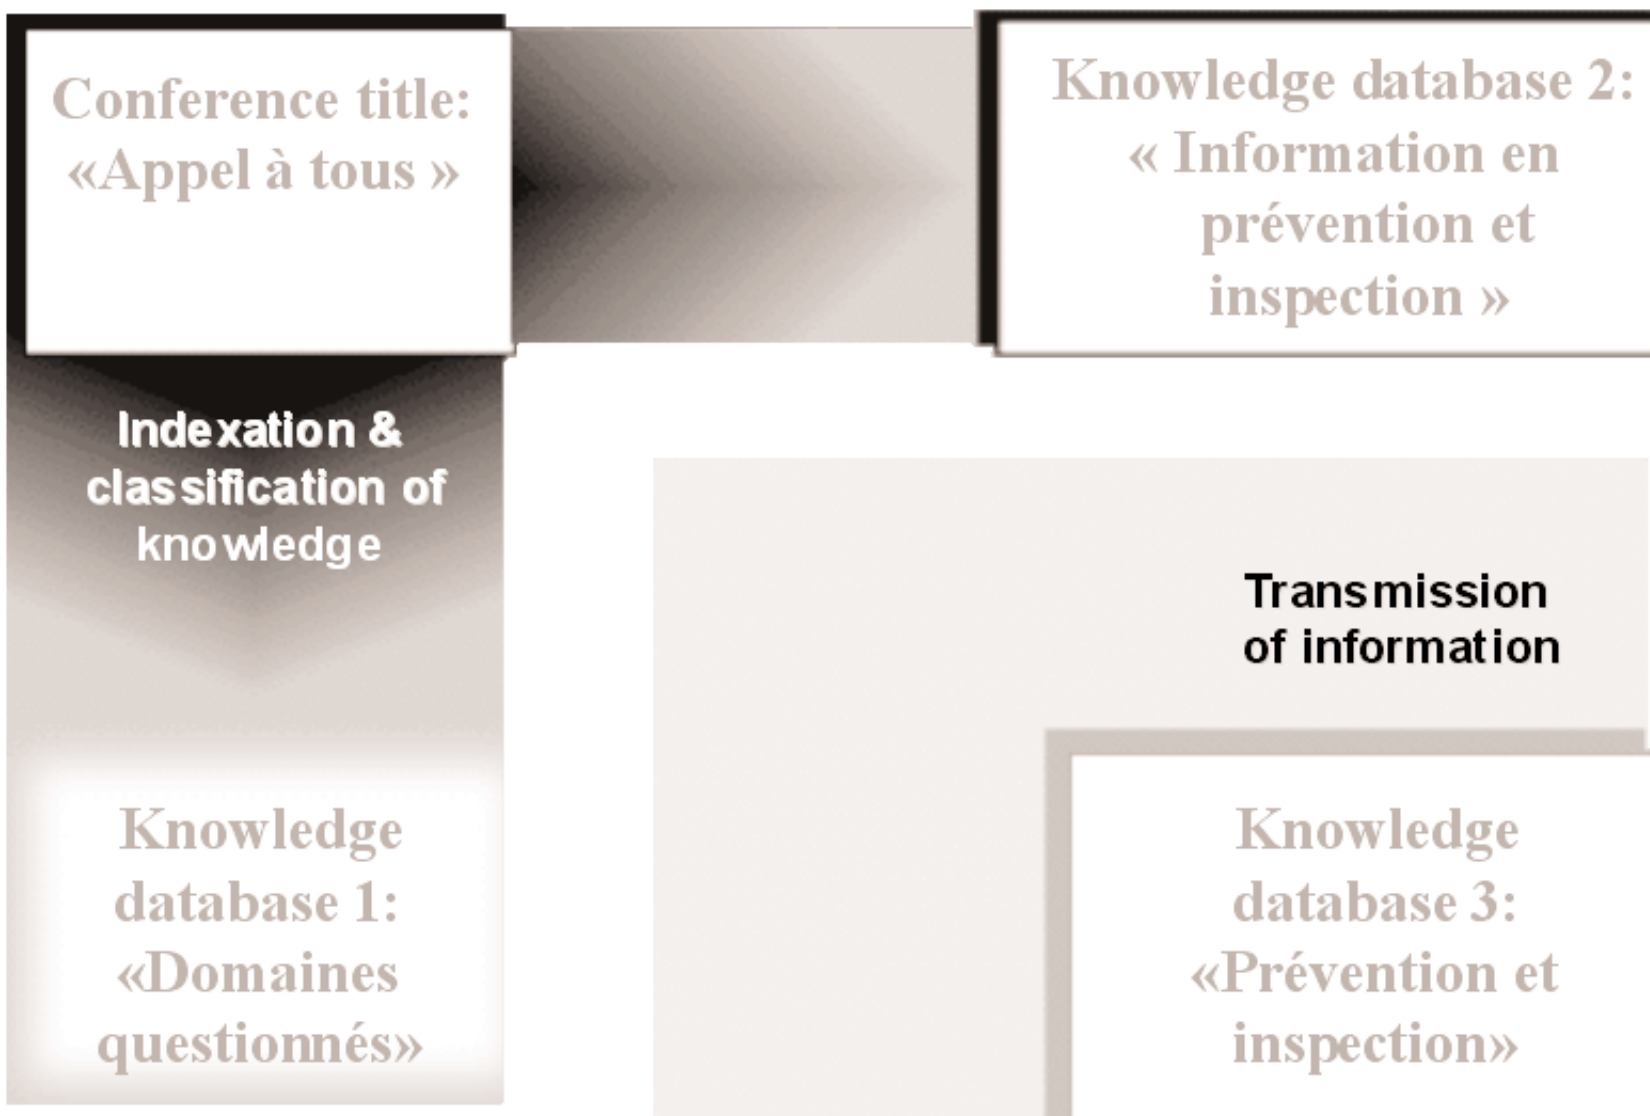 Conference title:
«Appel à tous »
Knowledge database 2:
« Information en
prévention et
inspection »
Indexation &
classification of
knowledge
Transmission
of information
Knowledge
database 1:
«Domaines
questionnés»
Knowledge
database 3:
«Prévention et
inspection»